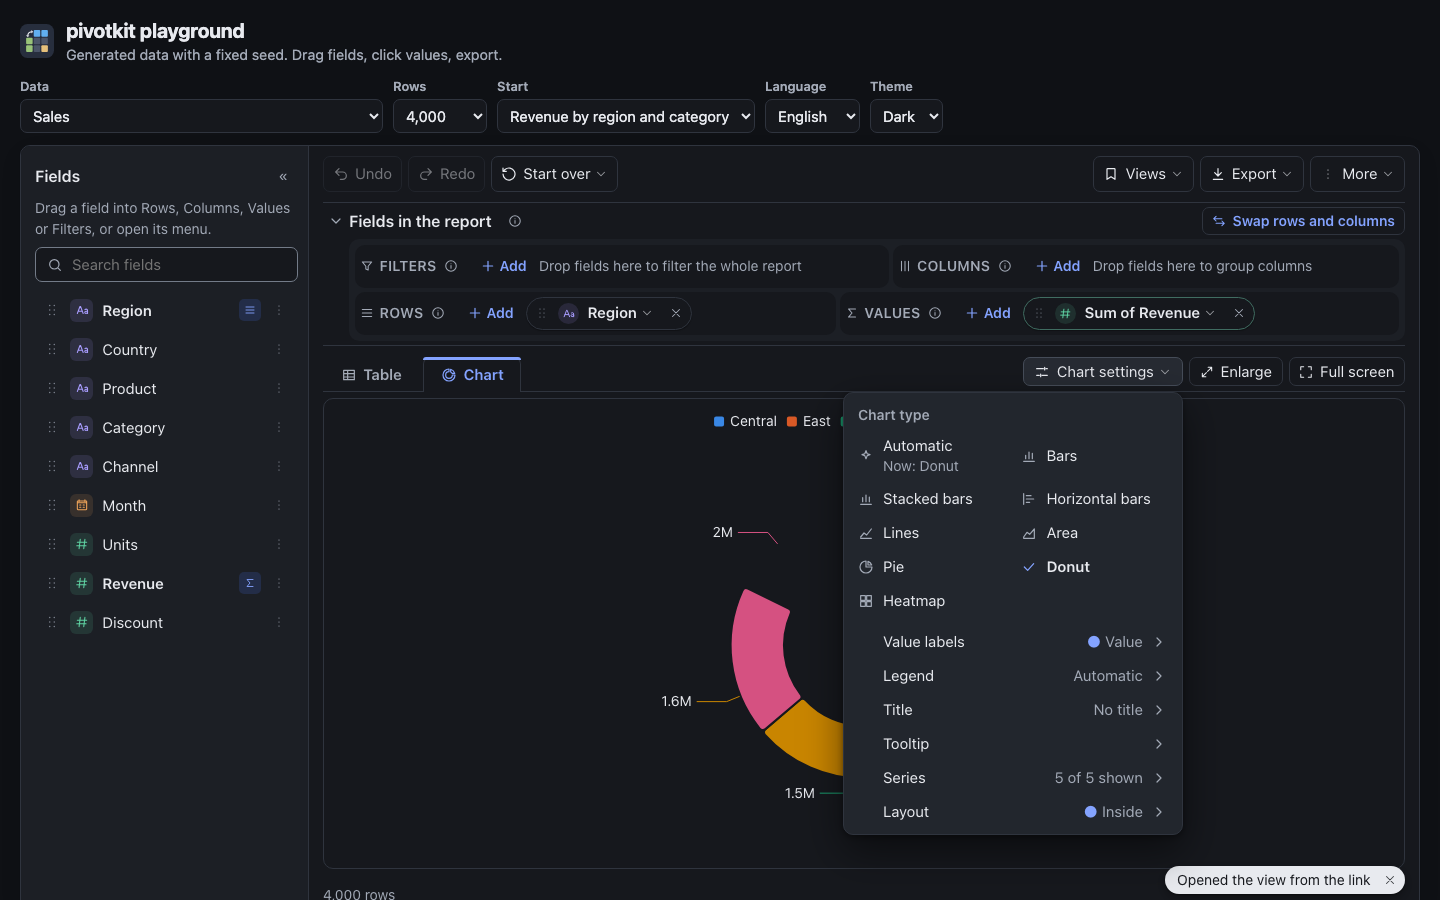 pivotkit playground
Generated data with a fixed seed. Drag fields, click values, export.
Data
Rows
Start
Language
Theme
Sales
4,000
Revenue by region and category
English
Dark
Fields
«
Drag a field into Rows, Columns, Values
or Filters, or open its menu.
Search fields
Aa Region
Aa Country
Aa Product
Aa Category
Aa Channel
Month
# Units
# Revenue Σ
# Discount
Undo
Redo
Start over
Views
Export
More
Fields in the report
Swap rows and columns
FILTERS
+ Add
Drop fields here to filter the whole report
COLUMNS
+ Add
Drop fields here to group columns
ROWS
+ Add
Aa Region
Σ VALUES
+ Add
# Sum of Revenue
Table
Chart
Chart settings
Enlarge
Full screen
Central
East
2M
1.6M
1.5M
Chart type
Automatic
Now: Donut
Bars
Stacked bars
Horizontal bars
Lines
Area
Pie
Donut
Heatmap
Value labels Value
Legend Automatic
Title No title
Tooltip
Series 5 of 5 shown
Layout Inside
4,000 rows
Opened the view from the link